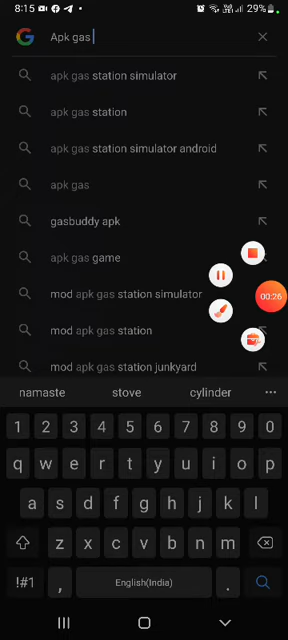 8:15
29%
Apk gas
apk gas station simulator
apk gas station
apk gas station simulator android
apk gas
gasbuddy apk
apk gas game
mod apk gas station simulator
00:26
mod apk gas station
mod apk gas station junkyard
namaste stove cylinder
1 2 3 4 5 6 7 8 9 0
q w e r t y u i o p
a s d f g h j k l
z x c v b n m
!#1 , English(India) .